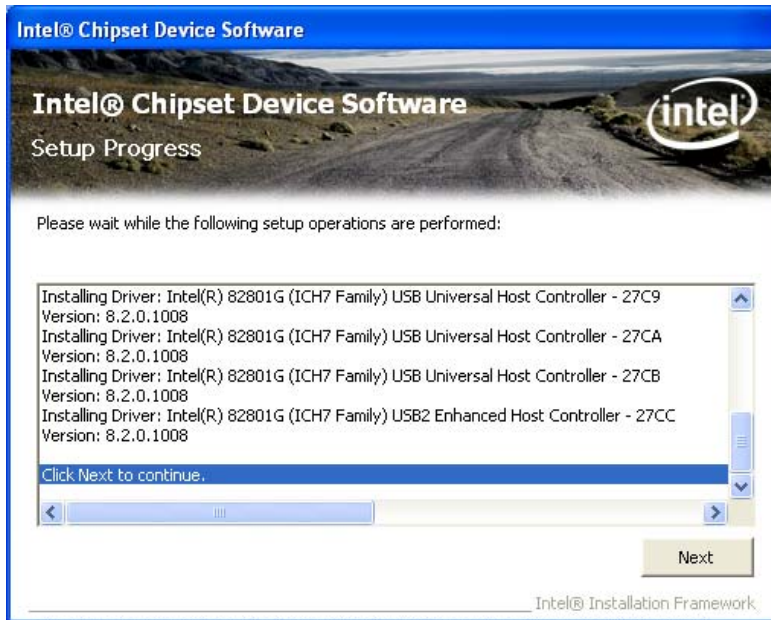 Intel® Chipset Device Software
Intel® Chipset Device Software
intel
Setup Progress
Please wait while the following setup operations are performed:
Installing Driver: Intel(R) 82801G (ICH7 Family) USB Universal Host Controller - 27C9
Version: 8.2.0.1008
Installing Driver: Intel(R) 82801G (ICH7 Family) USB Universal Host Controller - 27CA
Version: 8.2.0.1008
Installing Driver: Intel(R) 82801G (ICH7 Family) USB Universal Host Controller - 27CB
Version: 8.2.0.1008
Installing Driver: Intel(R) 82801G (ICH7 Family) USB2 Enhanced Host Controller - 27CC
Version: 8.2.0.1008
Click Next to continue.
Next
Intel® Installation Framework